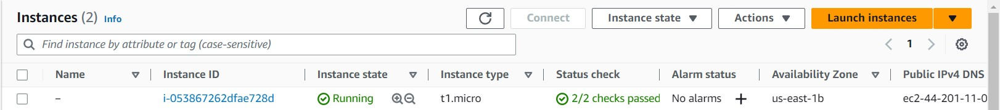 Instances (2) Info
Connect Instance state Actions Launch instances
Find instance by attribute or tag (case-sensitive)
1
Name Instance ID Instance state Instance type Status check Alarm status Availability Zone Public IPv4 DNS
– i-053867262dfae728d Running t1.micro 2/2 checks passed No alarms + us-east-1b ec2-44-201-11-0